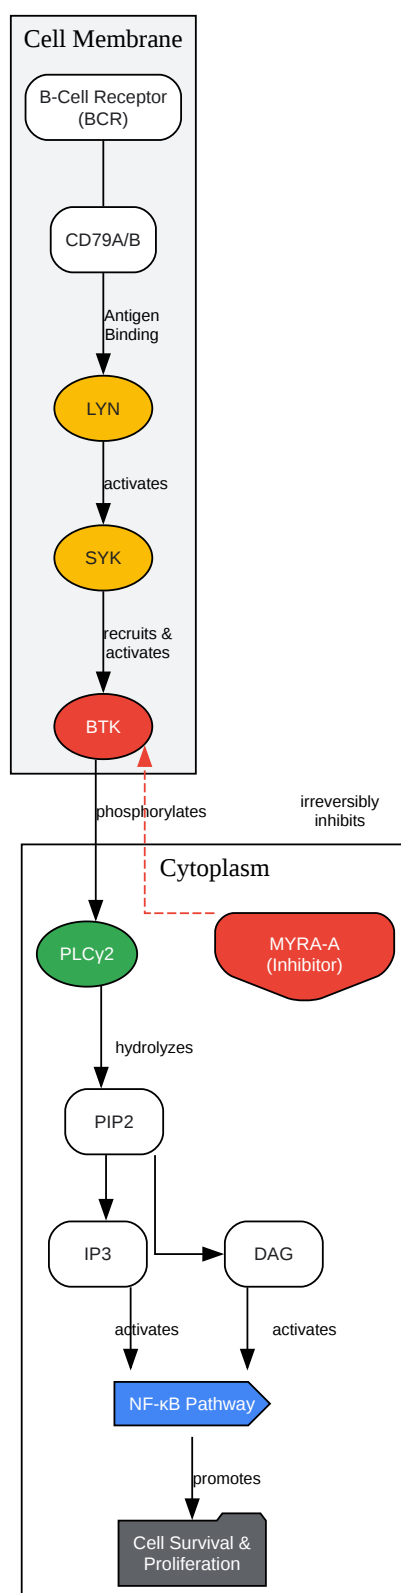 Cell Membrane
B-Cell Receptor
(BCR)
CD79A/B
Antigen
Binding
LYN
activates
SYK
recruits &
activates
BTK
phosphorylates
irreversibly
inhibits
Cytoplasm
PLCγ2
MYRA-A
(Inhibitor)
hydrolyzes
PIP2
IP3
DAG
activates
activates
NF-κB Pathway
promotes
Cell Survival &
Proliferation